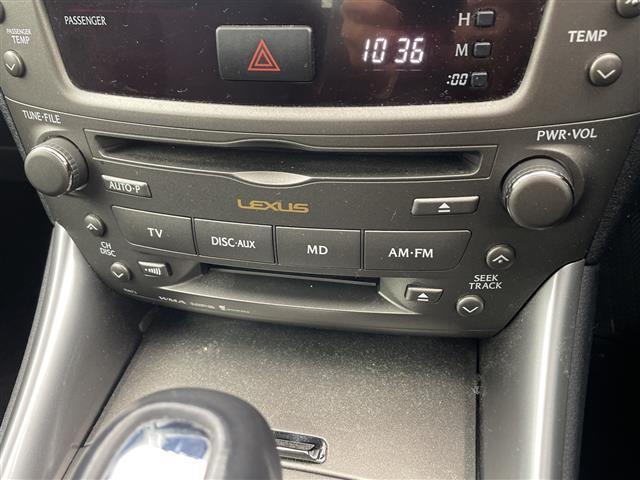 PASSENGER
H
PASSENGER TEMP
10 36
M
TEMP
:00
TUNE·FILE
PWR·VOL
AUTO·P
LEXUS
TV
DISC·AUX
MD
AM·FM
CH DISC
SEEK TRACK
WMA